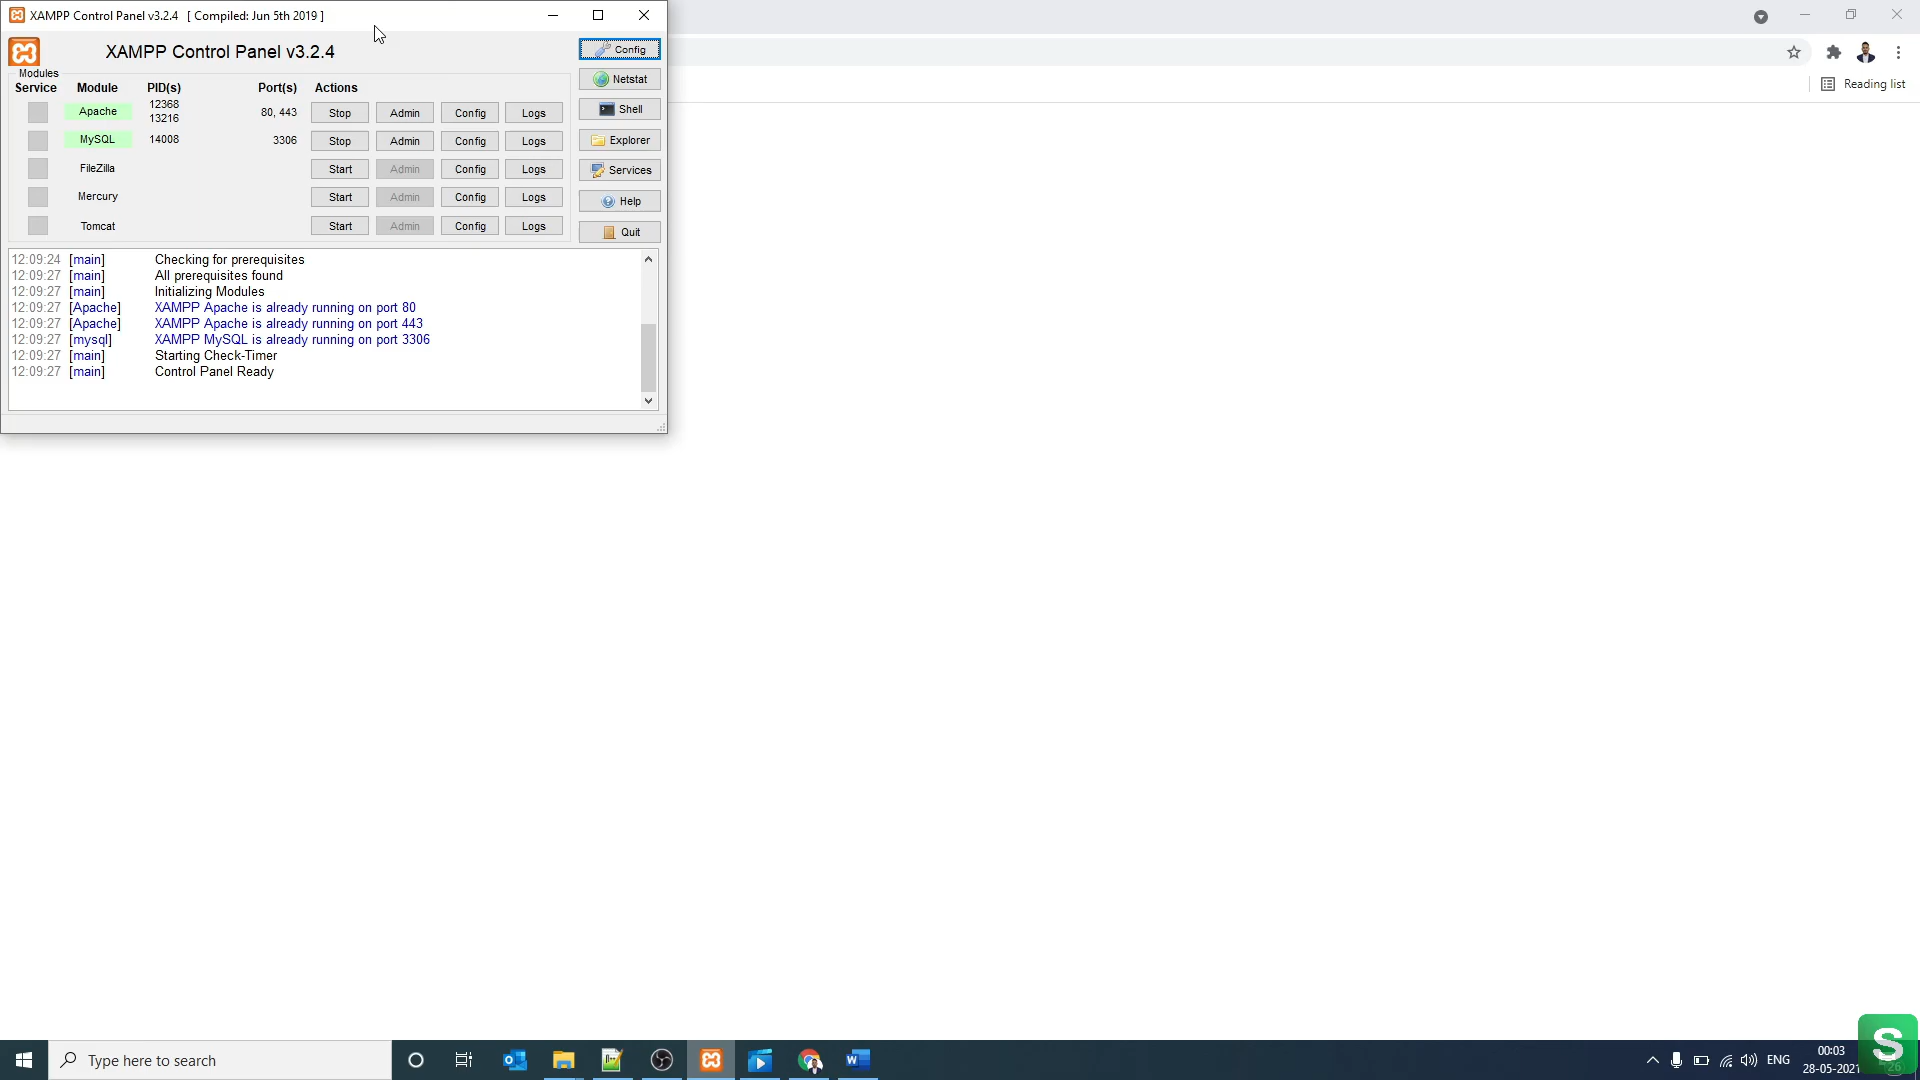 XAMPP Control Panel v3.2.4 [ Compiled: Jun 5th 2019 ]
XAMPP Control Panel v3.2.4
Config
Modules
Netstat
Service Module PID(s) Port(s) Actions
Apache 12368 13216 80, 443 Stop Admin Config Logs
Shell
MySQL 14008 3306 Stop Admin Config Logs
Explorer
FileZilla Start Admin Config Logs
Services
Mercury Start Admin Config Logs
Help
Tomcat Start Admin Config Logs
Quit
12:09:24 [main] Checking for prerequisites
12:09:27 [main] All prerequisites found
12:09:27 [main] Initializing Modules
12:09:27 [Apache] XAMPP Apache is already running on port 80
12:09:27 [Apache] XAMPP Apache is already running on port 443
12:09:27 [mysql] XAMPP MySQL is already running on port 3306
12:09:27 [main] Starting Check-Timer
12:09:27 [main] Control Panel Ready
Reading list
Type here to search
ENG
00:03
28-05-2021
S
26